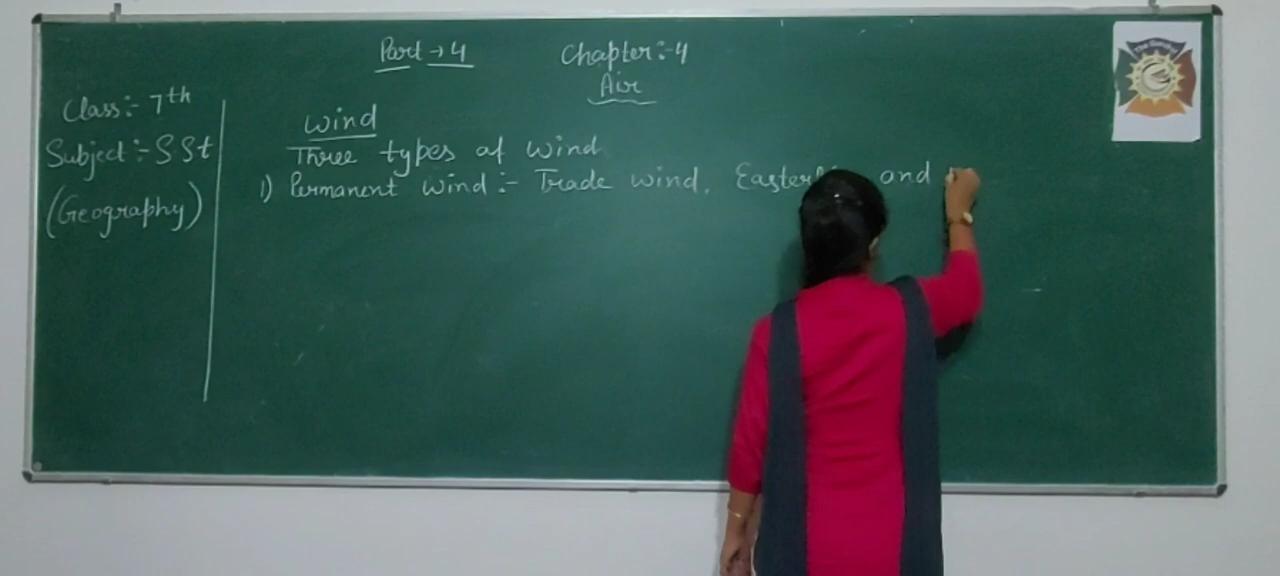 Part → 4
Chapter:-4
Air
Class:- 7th
Subject:- SSt
(Geography)
Wind
Three types of wind
1) Permanent wind:- Trade wind, and